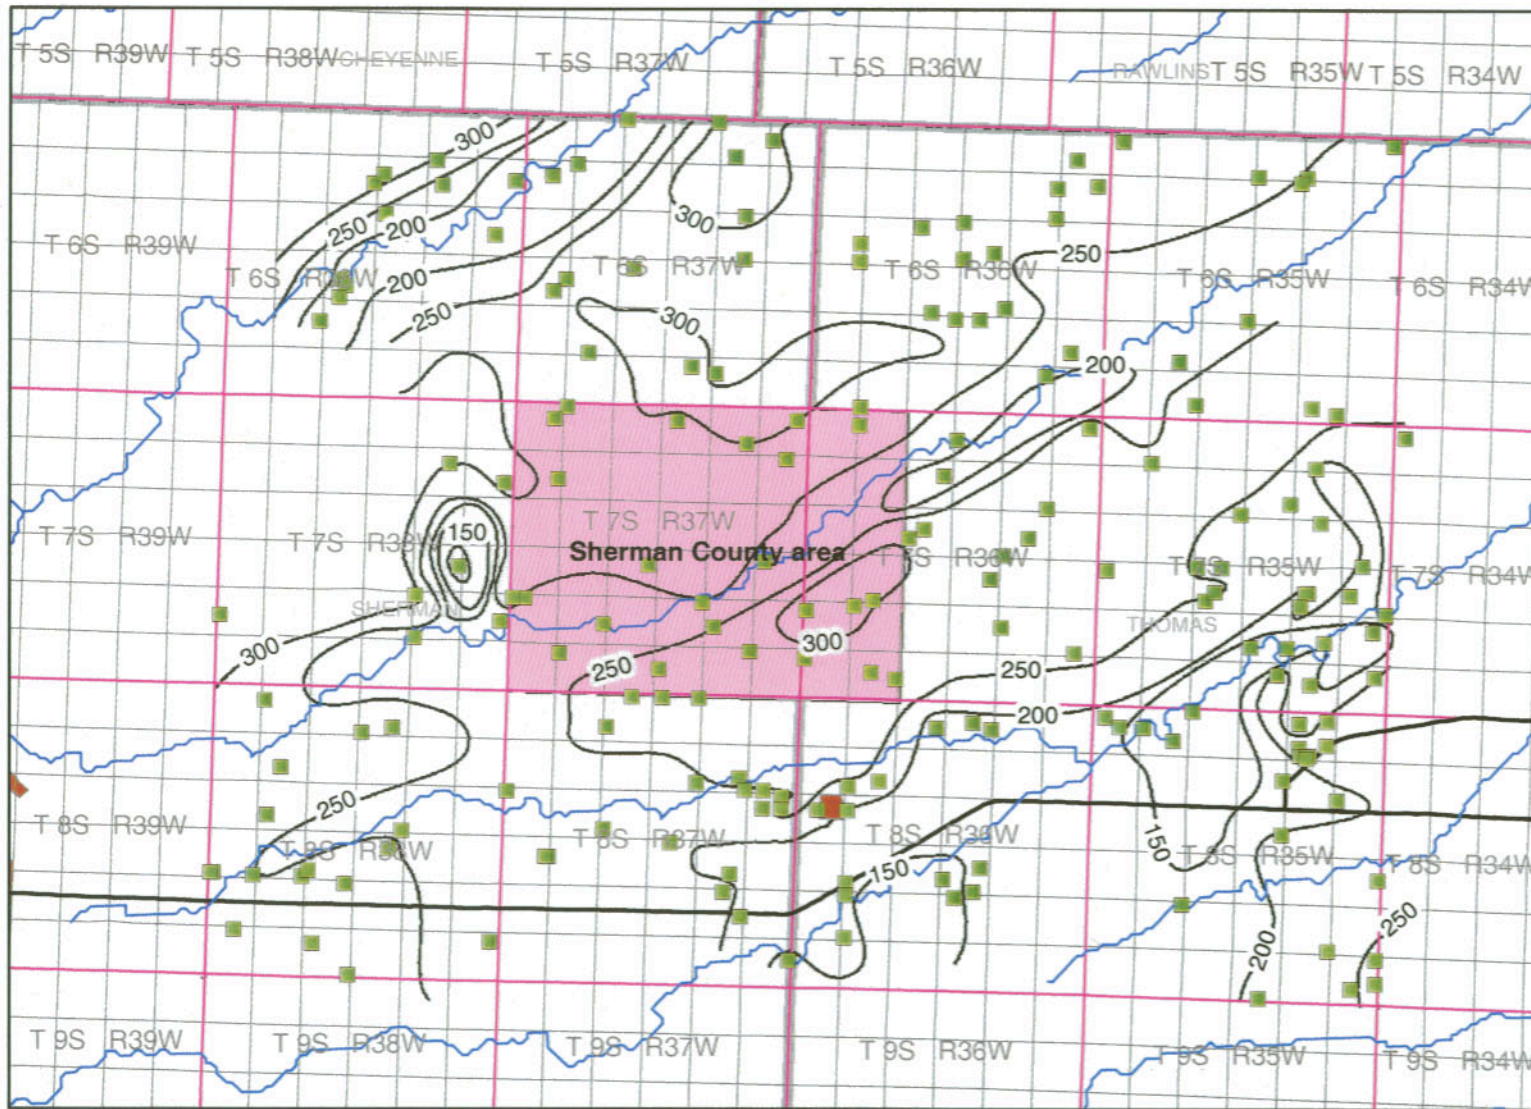 T 5S R39W T 5S R38W CHEYENNE T 5S R37W T 5S R36W RAWLINS T 5S R35W T 5S R34W
300
250
200
300
T 6S R39W
T 6S R38W
200
T 6S R37W
T 6S R36W
250
T 6S R35W
T 6S R34W
250
300
200
150
T 7S R39W
T 7S R38W
T 7S R37W
Sherman County area
T 7S R36W
T 7S R35W
T 7S R34W
SHERMAN
THOMAS
300
300
250
250
200
250
T 8S R39W
T 8S R38W
T 8S R37W
T 8S R36W
150
150
T 8S R35W
T 8S R34W
200
250
T 9S R39W
T 9S R38W
T 9S R37W
T 9S R36W
T 9S R35W
T 9S R34W